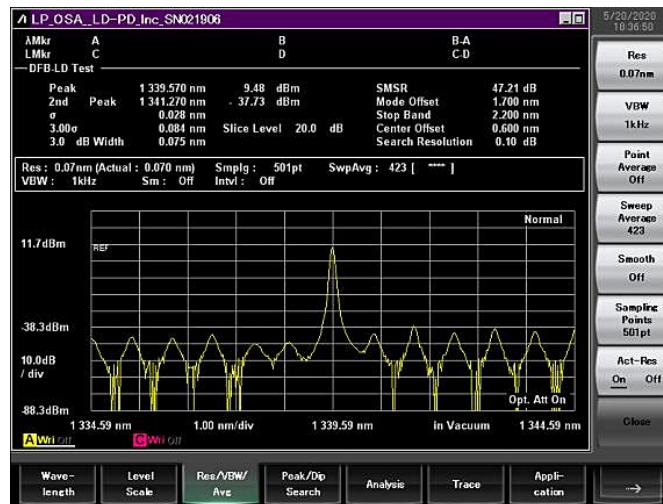 LP_OSA_LD-PD_Inc_SN021906
5/20/2020
18:36:50
λMkr A B B-A
LMkr C D C-D
DFB-LD Test
Peak 1 339.570 nm 9.48 dBm SMSR 47.21 dB
2nd Peak 1 341.270 nm - 37.73 dBm Mode Offset 1.700 nm
σ 0.028 nm Stop Band 2.200 nm
3.00σ 0.084 nm Slice Level 20.0 dB Center Offset 0.600 nm
3.0 dB Width 0.075 nm Search Resolution 0.10 dB
Res : 0.07nm (Actual : 0.070 nm) Smplg : 501pt SwpAvg : 423 [ **** ]
VBW : 1kHz Sm : Off Intvl : Off
Normal
11.7dBm
REF
-38.3dBm
10.0dB
/ div
Opt. Att On
-88.3dBm
1 334.59 nm 1.00 nm/div 1 339.59 nm in Vacuum 1 344.59 nm
A Wri Off C Wri Off
Res
0.07nm
VBW
1kHz
Point
Average
Off
Sweep
Average
423
Smooth
Off
Sampling
Points
501pt
Act-Res
On Off
Close
Wave-
length
Level
Scale
Res/VBW/
Avg
Peak/Dip
Search
Analysis
Trace
Appli-
cation